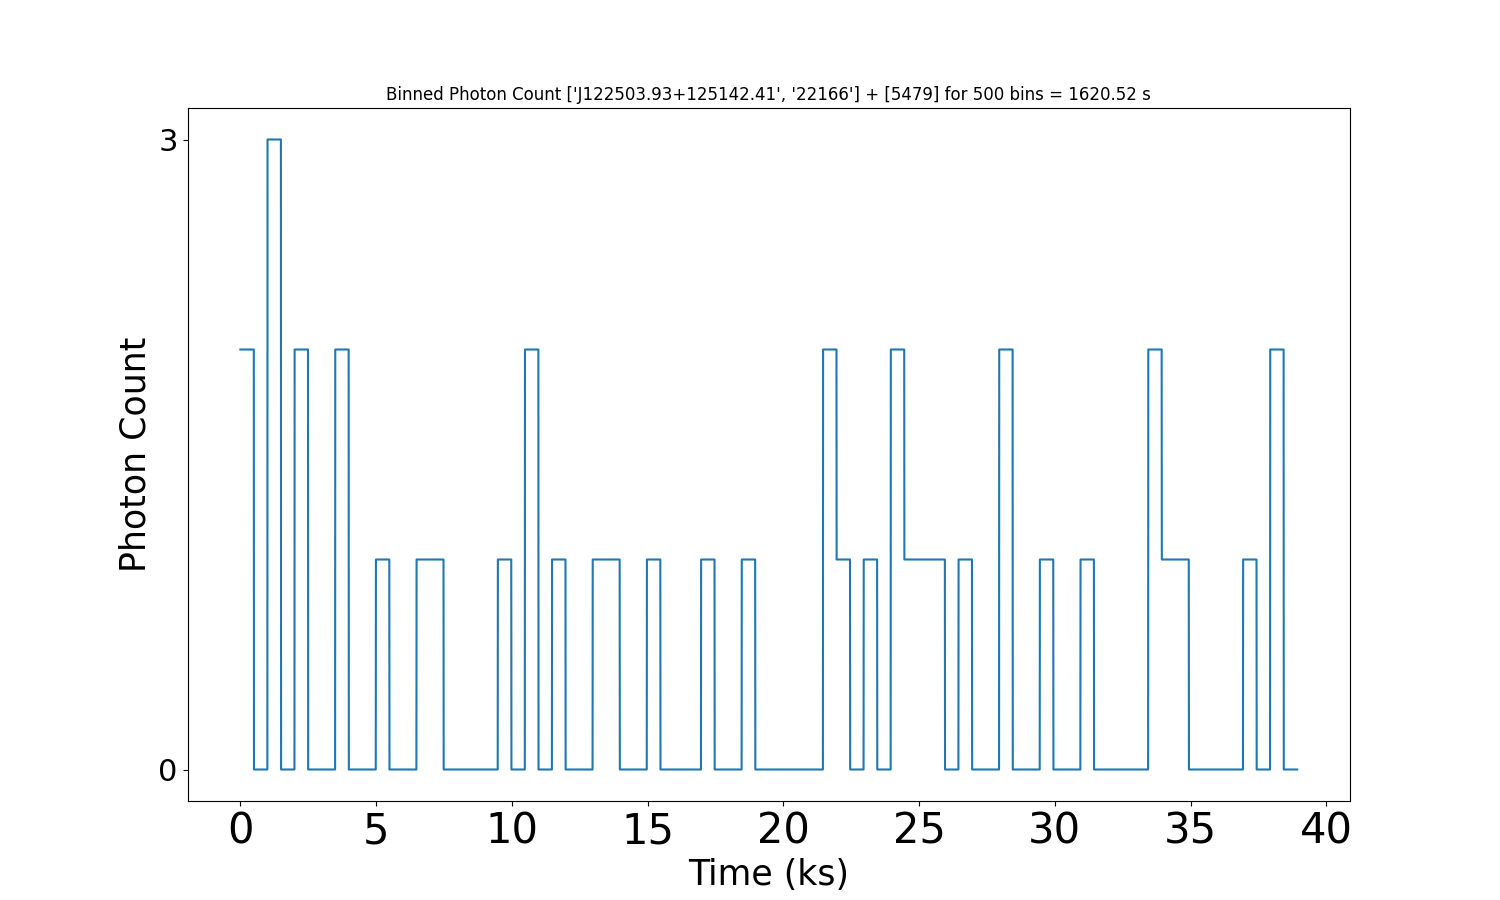 Binned Photon Count ['J122503.93+125142.41', '22166'] + [5479] for 500 bins = 1620.52 s
3
Photon Count
0
0 5 10 15 20 25 30 35 40
Time (ks)